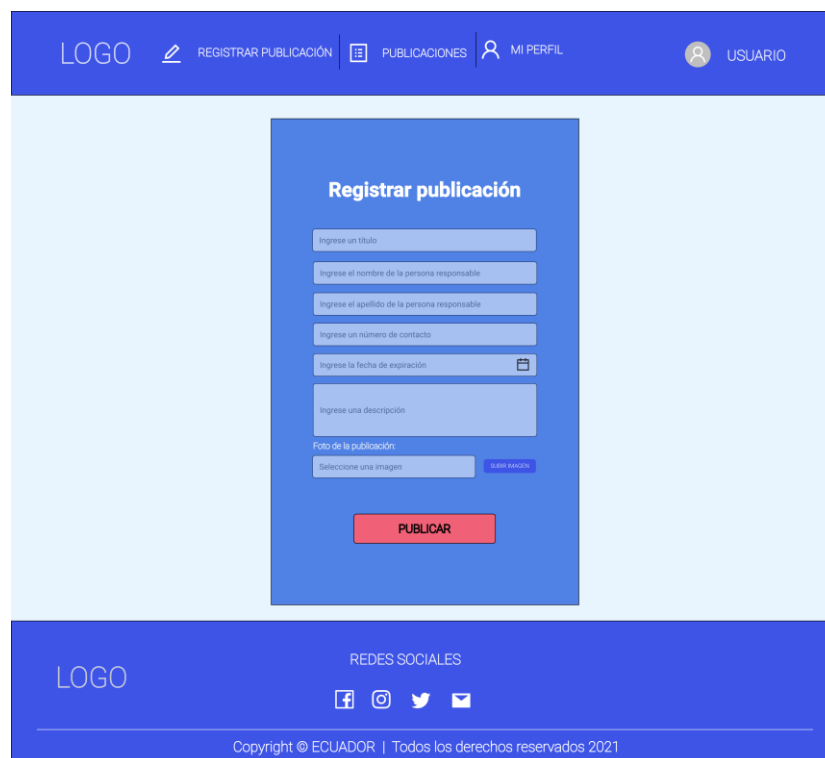 LOGO REGISTRAR PUBLICACIÓN PUBLICACIONES MI PERFIL USUARIO
Registrar publicación
Ingrese un título
Ingrese el nombre de la persona responsable
Ingrese el apellido de la persona responsable
Ingrese un número de contacto
Ingrese la fecha de expiración
Ingrese una descripción
Foto de la publicación:
Seleccione una imagen SUBIR IMAGEN
PUBLICAR
REDES SOCIALES
LOGO
Copyright © ECUADOR | Todos los derechos reservados 2021